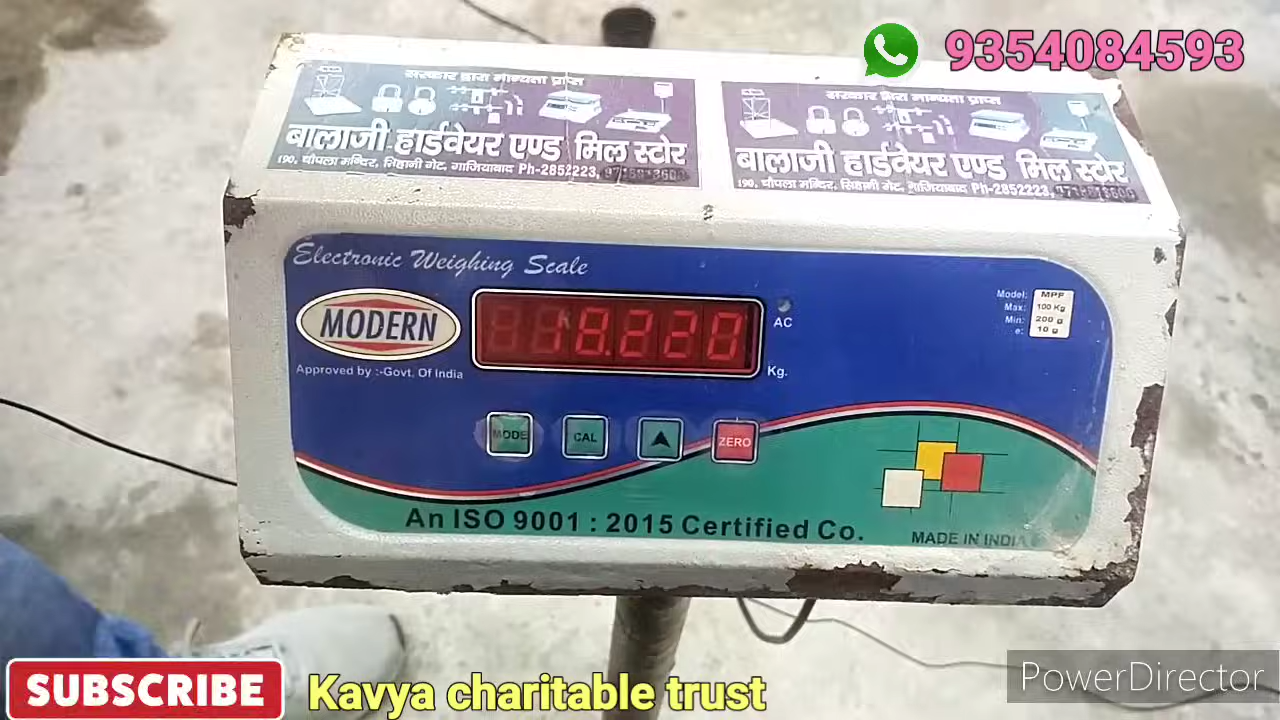 9354084593
सरकार द्वारा मान्यता प्राप्त
बालाजी हार्डवेयर एण्ड मिल स्टोर
190, चौपला मन्दिर, सिहानी गेट, गाजियाबाद Ph-2852223,
सरकार द्वारा मान्यता प्राप्त
बालाजी हार्डवेयर एण्ड मिल स्टोर
190, चौपला मन्दिर, सिहानी गेट, गाजियाबाद Ph-2852223,
Electronic Weighing Scale
MODERN
Approved by :-Govt. Of India
18.220
AC
Kg.
Model: MPF
Max: 100 Kg
Min: 200 g
e: 10 g
MODE
CAL
ZERO
An ISO 9001 : 2015 Certified Co.
MADE IN INDIA
SUBSCRIBE
Kavya charitable trust
PowerDirector